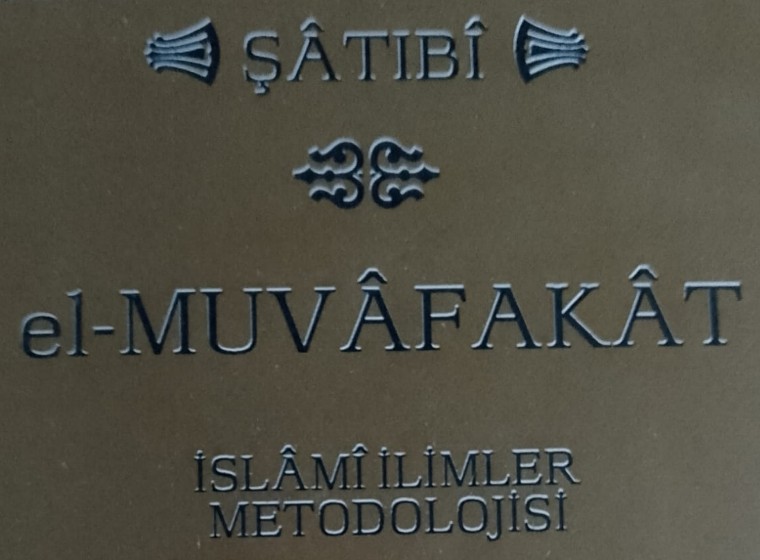 ŞÂTIBÎ
el-MUVÂFAKÂT
İSLÂMÎ İLİMLER
METODOLOJİSİ